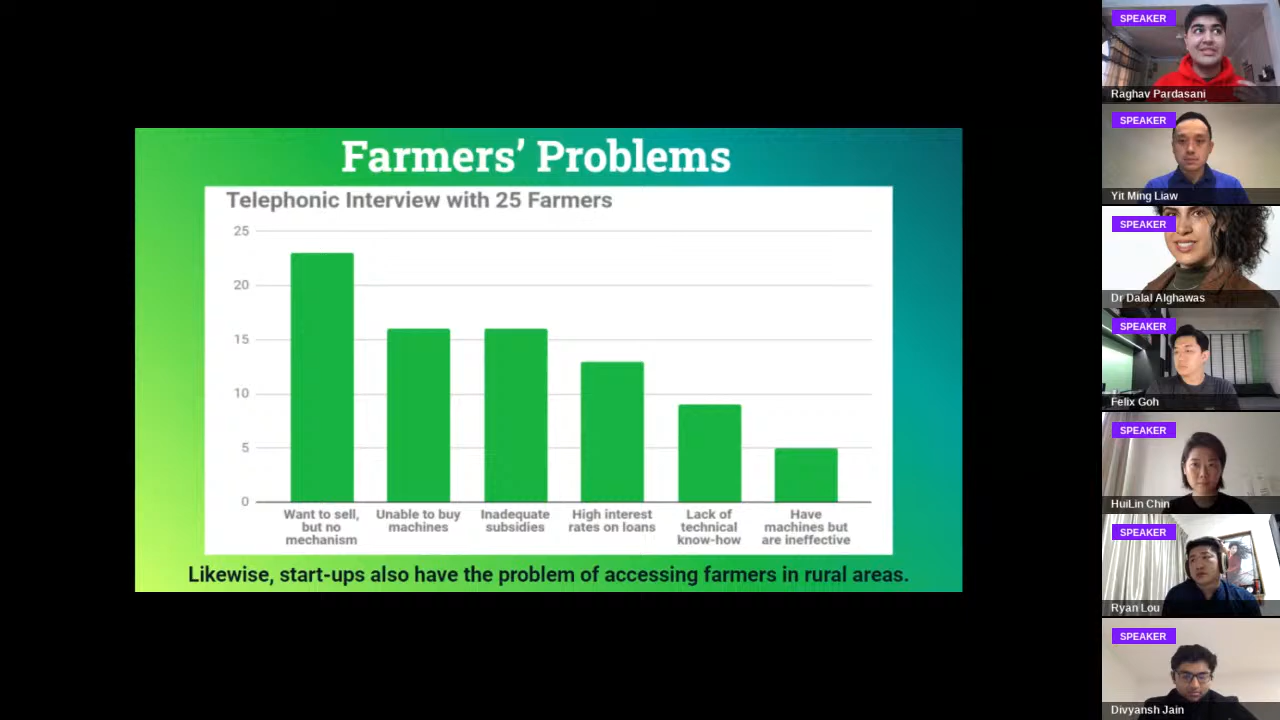 Farmers' Problems
Telephonic Interview with 25 Farmers
25
20
15
10
5
0
Want to sell,
but no
mechanism
Unable to buy
machines
Inadequate
subsidies
High interest
rates on loans
Lack of
technical
know-how
Have
machines but
are ineffective
Likewise, start-ups also have the problem of accessing farmers in rural areas.
SPEAKER
Raghav Pardasani
SPEAKER
Yit Ming Liaw
SPEAKER
Dr Dalal Alghawas
SPEAKER
Felix Goh
SPEAKER
HuiLin Chin
SPEAKER
Ryan Lou
SPEAKER
Divyansh Jain